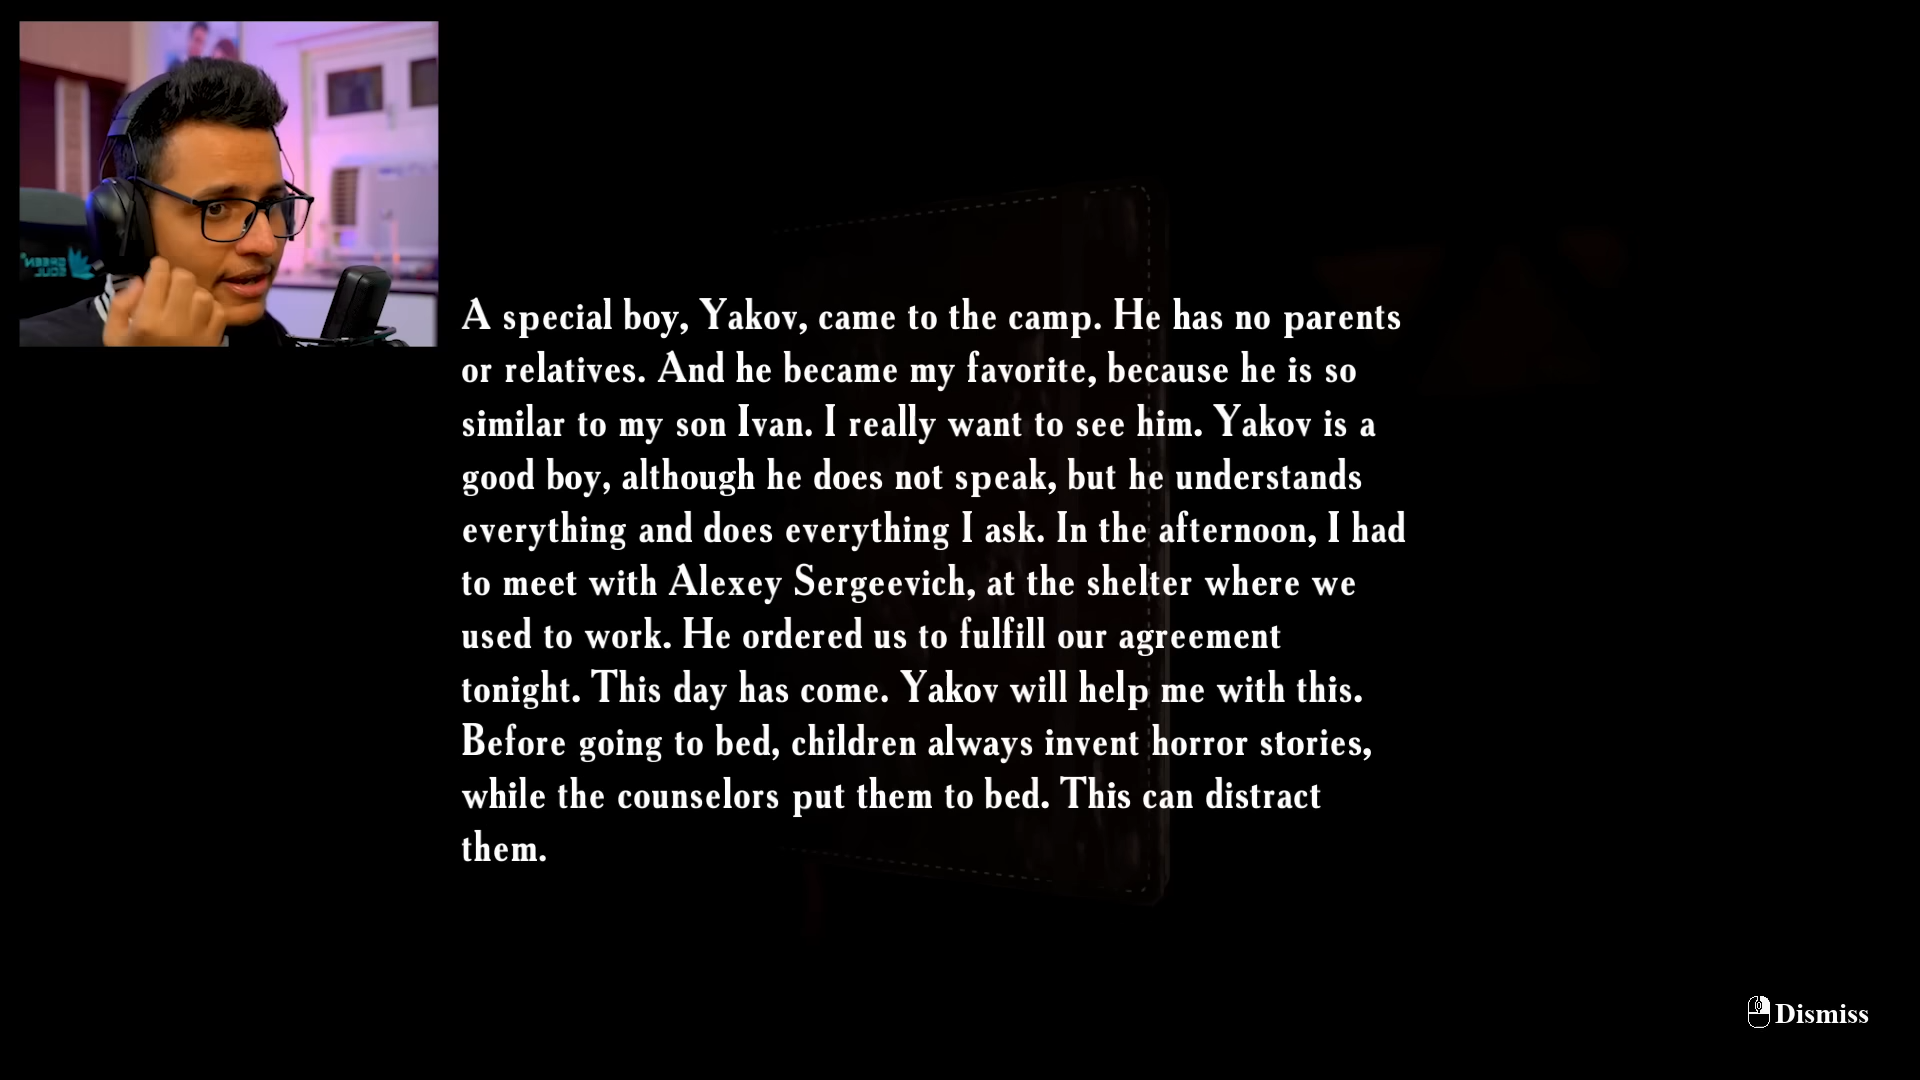 A special boy, Yakov, came to the camp. He has no parents
or relatives. And he became my favorite, because he is so
similar to my son Ivan. I really want to see him. Yakov is a
good boy, although he does not speak, but he understands
everything and does everything I ask. In the afternoon, I had
to meet with Alexey Sergeevich, at the shelter where we
used to work. He ordered us to fulfill our agreement
tonight. This day has come. Yakov will help me with this.
Before going to bed, children always invent horror stories,
while the counselors put them to bed. This can distract
them.
GREEN
SOUL
Dismiss